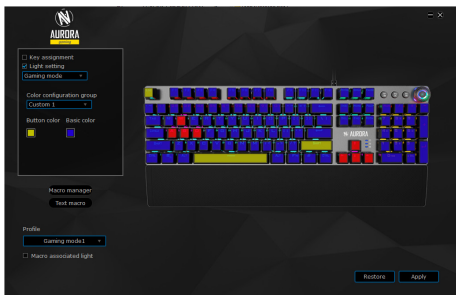 AURORA
gaming
Key assignment
Light setting
Gaming mode
Color configuration group
Custom 1
Button color Basic color
AURORA
Macro manager
Text macro
Profile
Gaming mode1
Macro associated light
Restore Apply